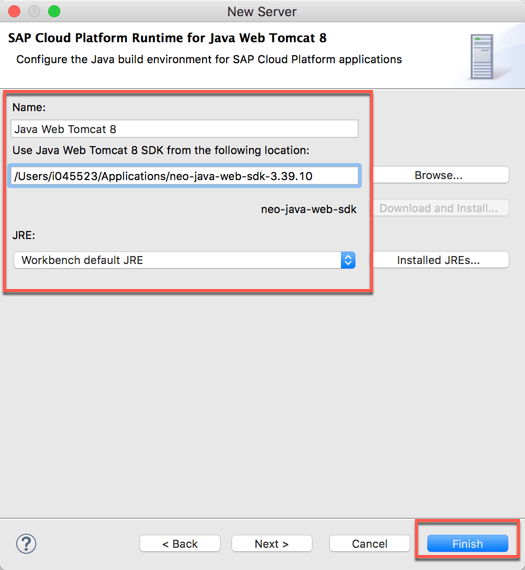 New Server
SAP Cloud Platform Runtime for Java Web Tomcat 8
Configure the Java build environment for SAP Cloud Platform applications
Name:
Java Web Tomcat 8
Use Java Web Tomcat 8 SDK from the following location:
/Users/i045523/Applications/neo-java-web-sdk-3.39.10
Browse...
neo-java-web-sdk
Download and Install...
JRE:
Workbench default JRE
Installed JREs...
?
< Back
Next >
Cancel
Finish